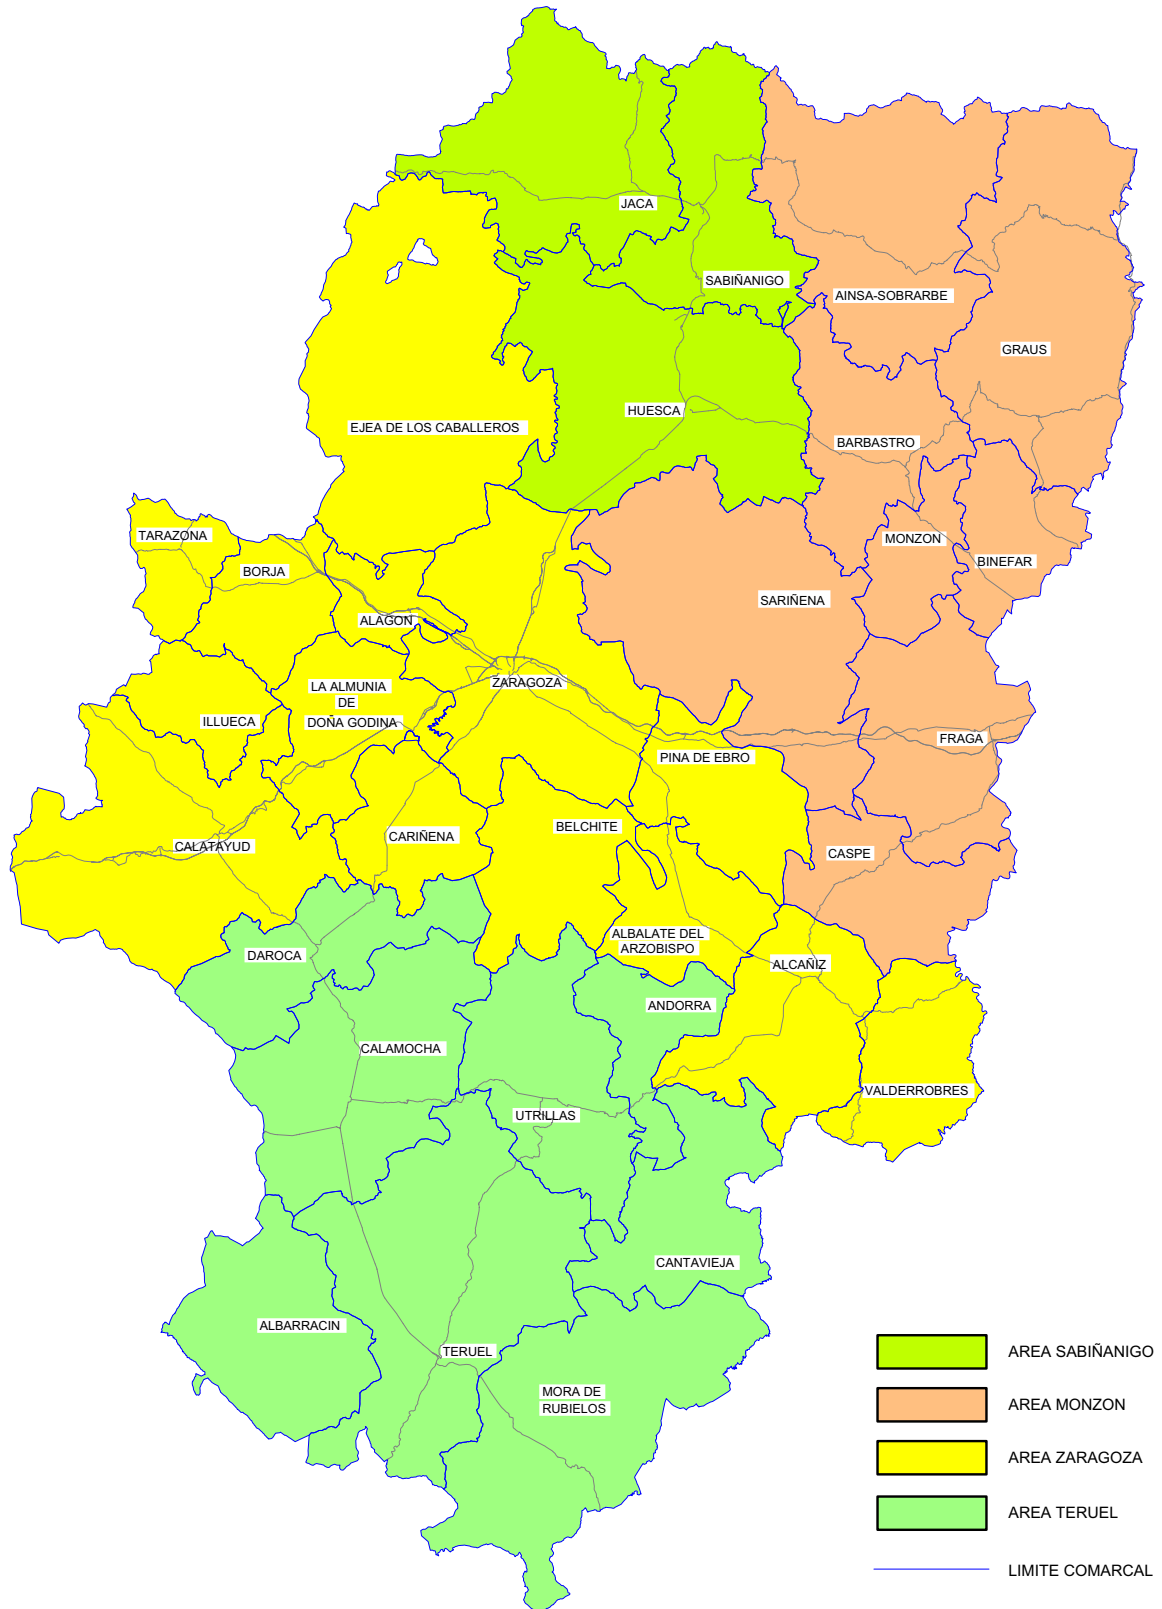 JACA
SABIÑANIGO
AINSA-SOBRARBE
GRAUS
HUESCA
EJEA DE LOS CABALLEROS
BARBASTRO
TARAZONA
MONZON
BINEFAR
BORJA
SARIÑENA
ALAGON
ZARAGOZA
LA ALMUNIA
DE
DOÑA GODINA
ILLUECA
FRAGA
PINA DE EBRO
BELCHITE
CARIÑENA
CALATAYUD
CASPE
ALBALATE DEL
ARZOBISPO
DAROCA
ALCAÑIZ
ANDORRA
CALAMOCHA
VALDERROBRES
UTRILLAS
CANTAVIEJA
ALBARRACIN
TERUEL
MORA DE
RUBIELOS
AREA SABIÑANIGO
AREA MONZON
AREA ZARAGOZA
AREA TERUEL
LIMITE COMARCAL